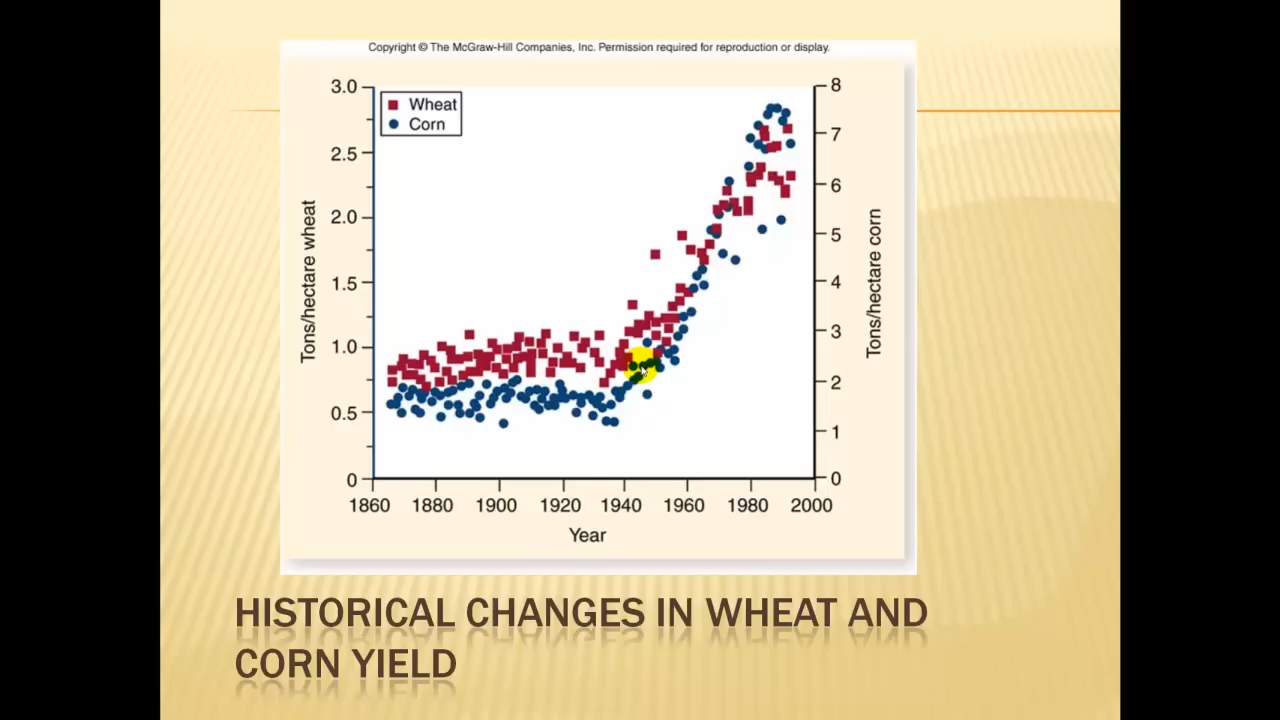 Copyright © The McGraw-Hill Companies, Inc. Permission required for reproduction or display.
3.0
2.5
2.0
1.5
1.0
0.5
0
Tons/hectare wheat
Wheat
Corn
8
7
6
5
4
3
2
1
0
Tons/hectare corn
1860 1880 1900 1920 1940 1960 1980 2000
Year
HISTORICAL CHANGES IN WHEAT AND
CORN YIELD